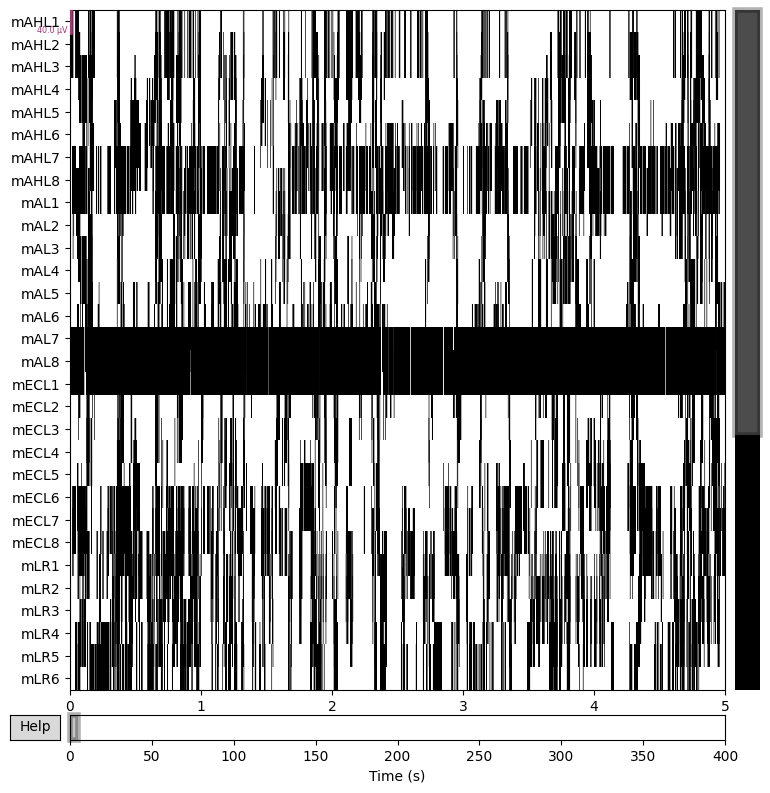 mAHL1
40.0 µV
mAHL2
mAHL3
mAHL4
mAHL5
mAHL6
mAHL7
mAHL8
mAL1
mAL2
mAL3
mAL4
mAL5
mAL6
mAL7
mAL8
mECL1
mECL2
mECL3
mECL4
mECL5
mECL6
mECL7
mECL8
mLR1
mLR2
mLR3
mLR4
mLR5
mLR6
0 1 2 3 4 5
Help
0 50 100 150 200 250 300 350 400
Time (s)